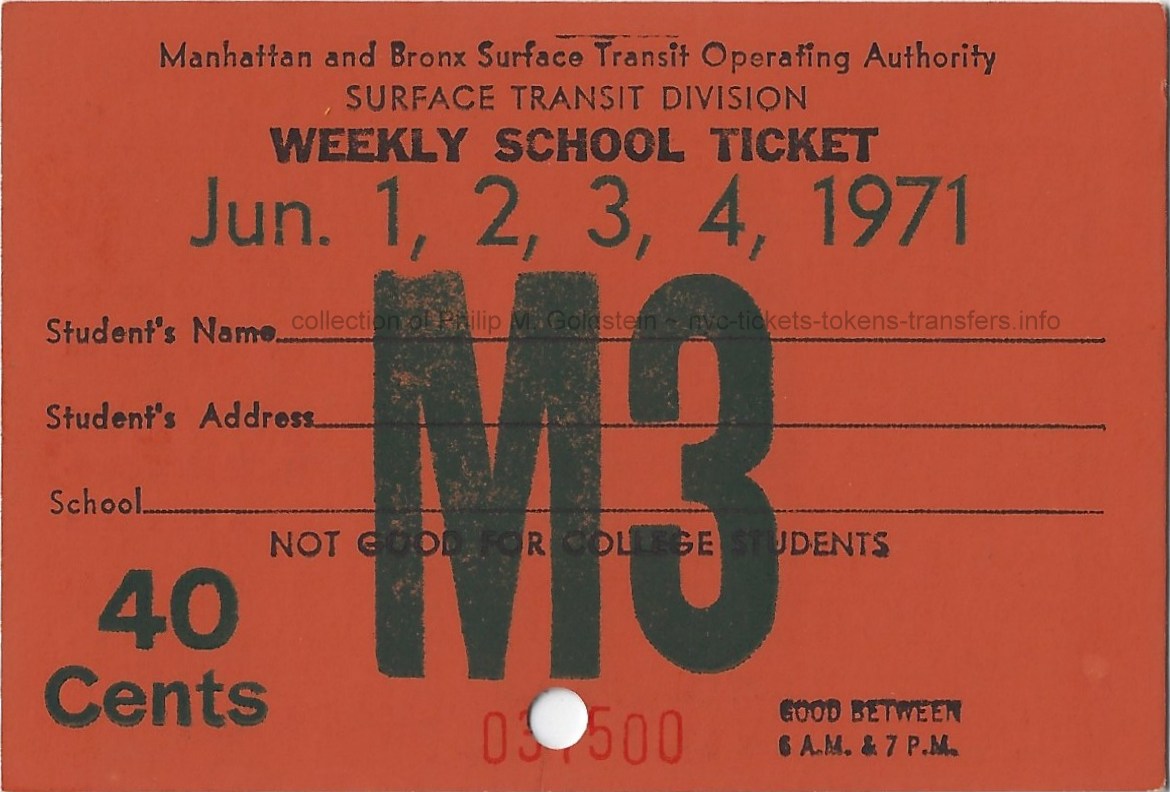 Manhattan and Bronx Surface Transit Operating Authority
SURFACE TRANSIT DIVISION
WEEKLY SCHOOL TICKET
Jun. 1, 2, 3, 4, 1971
M3
Student's Name
collection of Philip M. Goldstein ~ nyc-tickets-tokens-transfers.info
Student's Address
School
NOT GOOD FOR COLLEGE STUDENTS
40
Cents
500
GOOD BETWEEN
6 A.M. & 7 P.M.